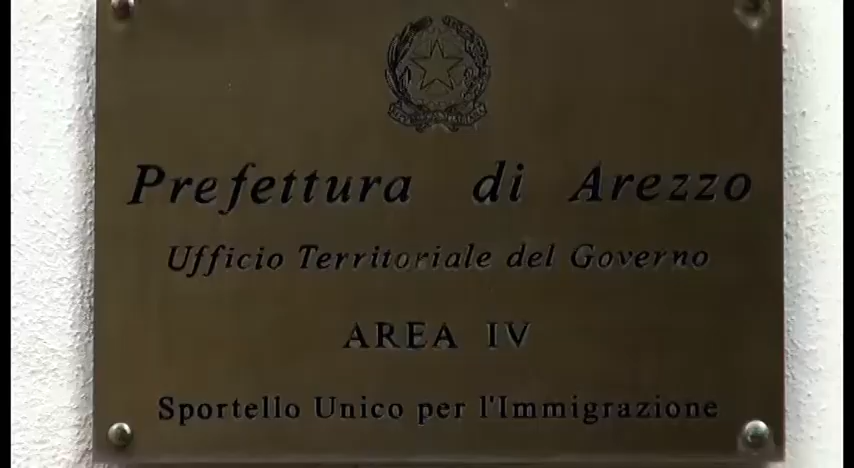 Prefettura di Arezzo
Ufficio Territoriale del Governo
AREA IV
Sportello Unico per l'Immigrazione